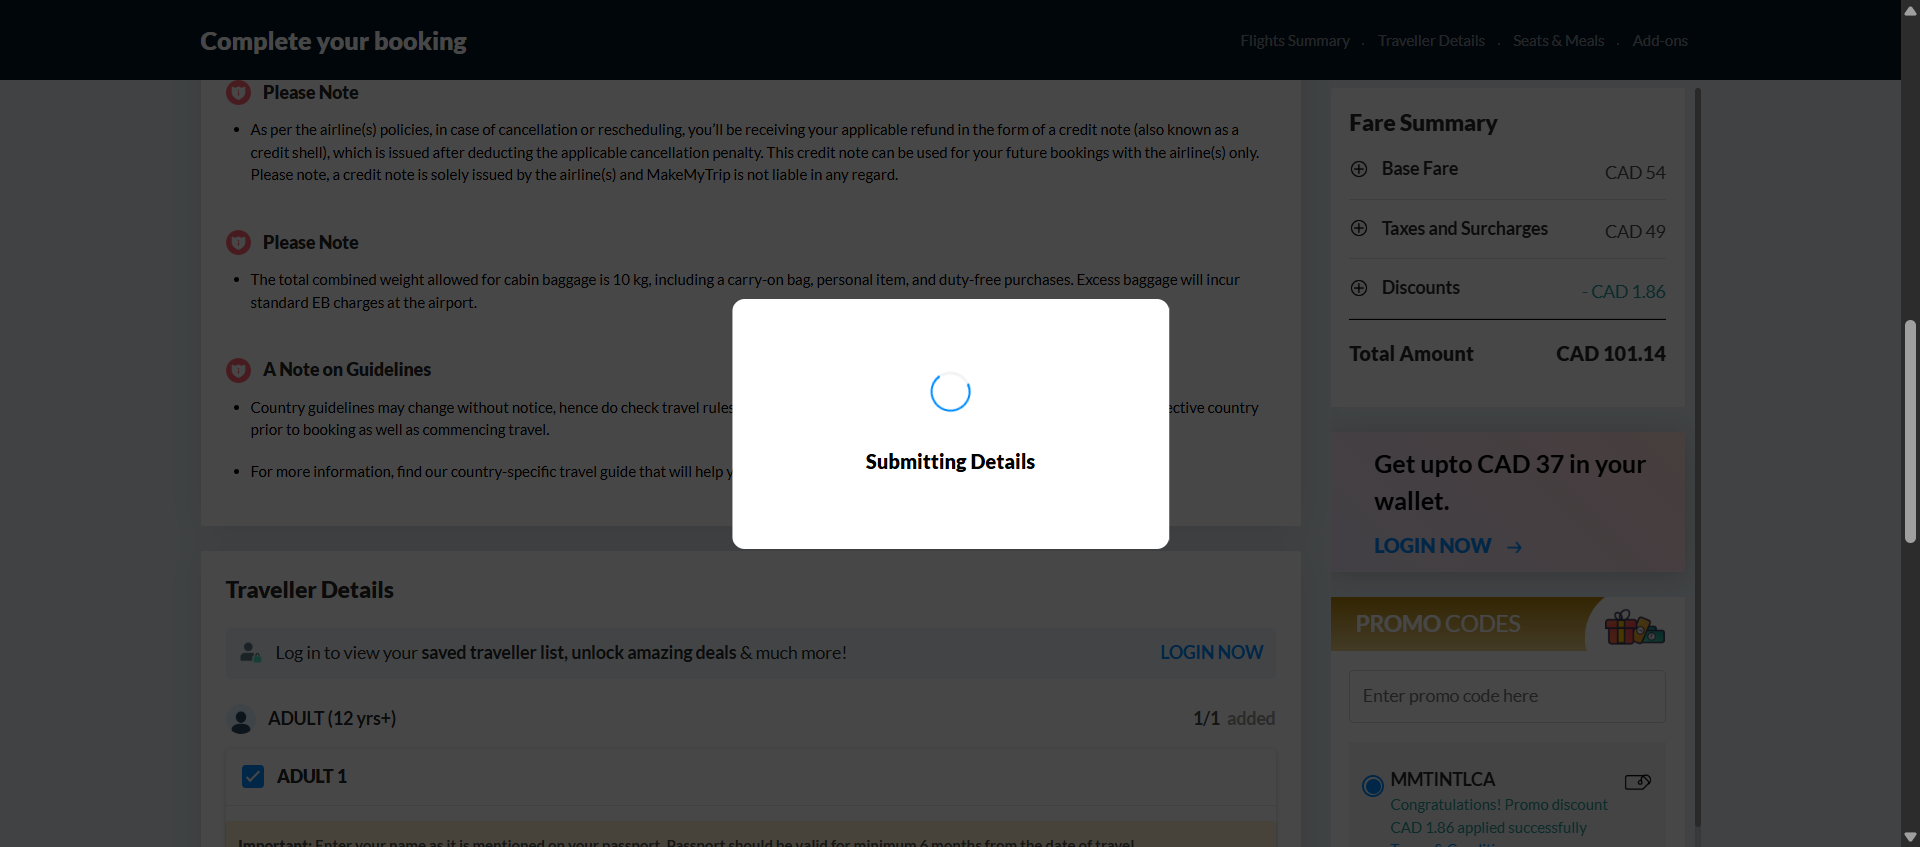 Complete your booking
Flights Summary . Traveller Details . Seats & Meals . Add-ons
Please Note
• As per the airline(s) policies, in case of cancellation or rescheduling, you'll be receiving your applicable refund in the form of a credit note (also known as a
credit shell), which is issued after deducting the applicable cancellation penalty. This credit note can be used for your future bookings with the airline(s) only.
Please note, a credit note is solely issued by the airline(s) and MakeMyTrip is not liable in any regard.
Please Note
• The total combined weight allowed for cabin baggage is 10 kg, including a carry-on bag, personal item, and duty-free purchases. Excess baggage will incur
standard EB charges at the airport.
A Note on Guidelines
• Country guidelines may change without notice, hence do check travel rules
ective country
prior to booking as well as commencing travel.
• For more information, find our country-specific travel guide that will help
Submitting Details
Traveller Details
Log in to view your saved traveller list, unlock amazing deals & much more!
LOGIN NOW
ADULT (12 yrs+)
1/1 added
ADULT 1
Important: Enter your name as it is mentioned on your passport. Passport should be valid for minimum 6 months from the date of travel
Fare Summary
Base Fare CAD 54
Taxes and Surcharges CAD 49
Discounts - CAD 1.86
Total Amount CAD 101.14
Get upto CAD 37 in your
wallet.
LOGIN NOW →
PROMO CODES
Enter promo code here
MMTINTLCA
Congratulations! Promo discount
CAD 1.86 applied successfully